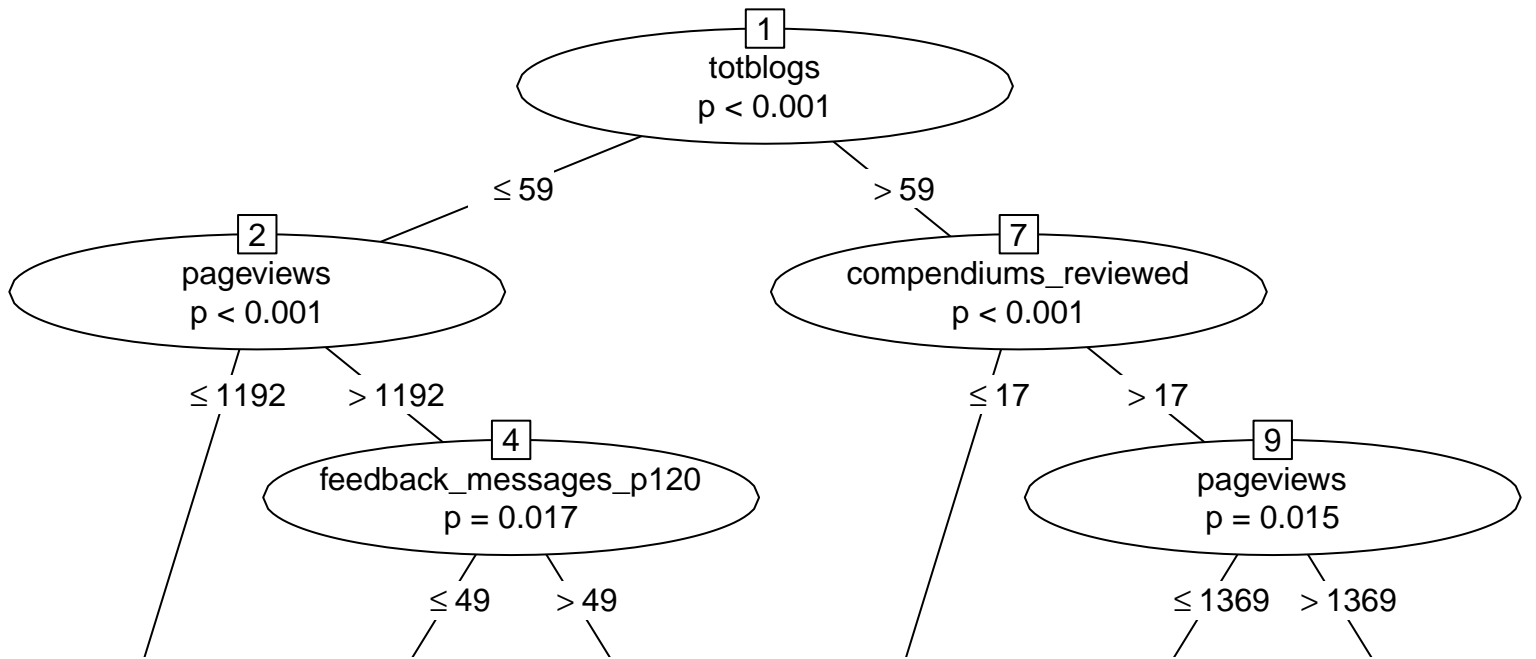 1
totblogs
p < 0.001
≤ 59
> 59
2
pageviews
p < 0.001
7
compendiums_reviewed
p < 0.001
≤ 1192
> 1192
≤ 17
> 17
4
feedback_messages_p120
p = 0.017
9
pageviews
p = 0.015
≤ 49
> 49
≤ 1369
> 1369